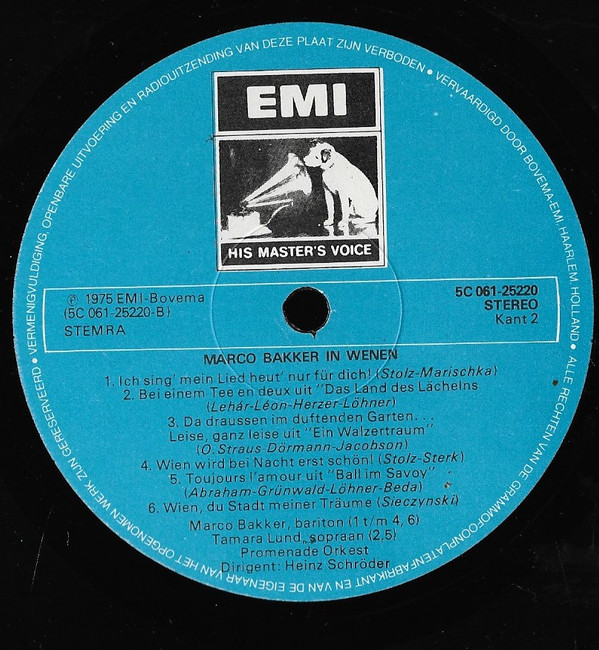 EMI
HIS MASTER'S VOICE
℗ 1975 EMI-Bovema
(5C 061-25220-B)
STEMRA
5C 061-25220
STEREO
Kant 2
MARCO BAKKER IN WENEN
1. Ich sing' mein Lied heut' nur für dich! (Stolz-Marischka)
2. Bei einem Tee en deux uit "Das Land des Lächelns
(Lehár-Léon-Herzer-Löhner)
3. Da draussen im duftenden Garten...
Leise, ganz leise uit "Ein Walzertraum"
(O. Straus-Dörmann-Jacobson)
4. Wien wird bei Nacht erst schön! (Stolz-Sterk)
5. Toujours l'amour uit "Ball im Savoy"
(Abraham-Grünwald-Löhner-Beda)
6. Wien, du Stadt meiner Träume (Sieczynski)
Marco Bakker, bariton (1 t/m 4, 6)
Tamara Lund, sopraan (2,5)
Promenade Orkest
Dirigent: Heinz Schröder
VERVAARDIGD DOOR BOVEMA-EMI, HAARLEM, HOLLAND • ALLE RECHTEN VAN DE GRAMMOFOONPLATENFABRIKANT EN VAN DE EIGENAAR VAN HET OPGENOMEN WERK ZIJN GERESERVEERD • VERMENIGVULDIGING, OPENBARE UITVOERING EN RADIOUITZENDING VAN DEZE PLAAT ZIJN VERBODEN •